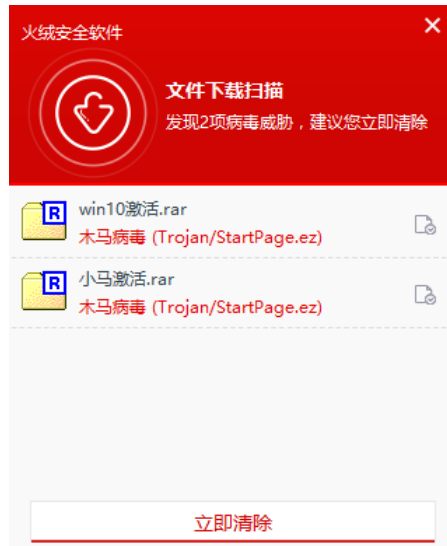 火绒安全软件
文件下载扫描
发现2项病毒威胁，建议您立即清除
R win10激活.rar
木马病毒 (Trojan/StartPage.ez)
R 小马激活.rar
木马病毒 (Trojan/StartPage.ez)
立即清除